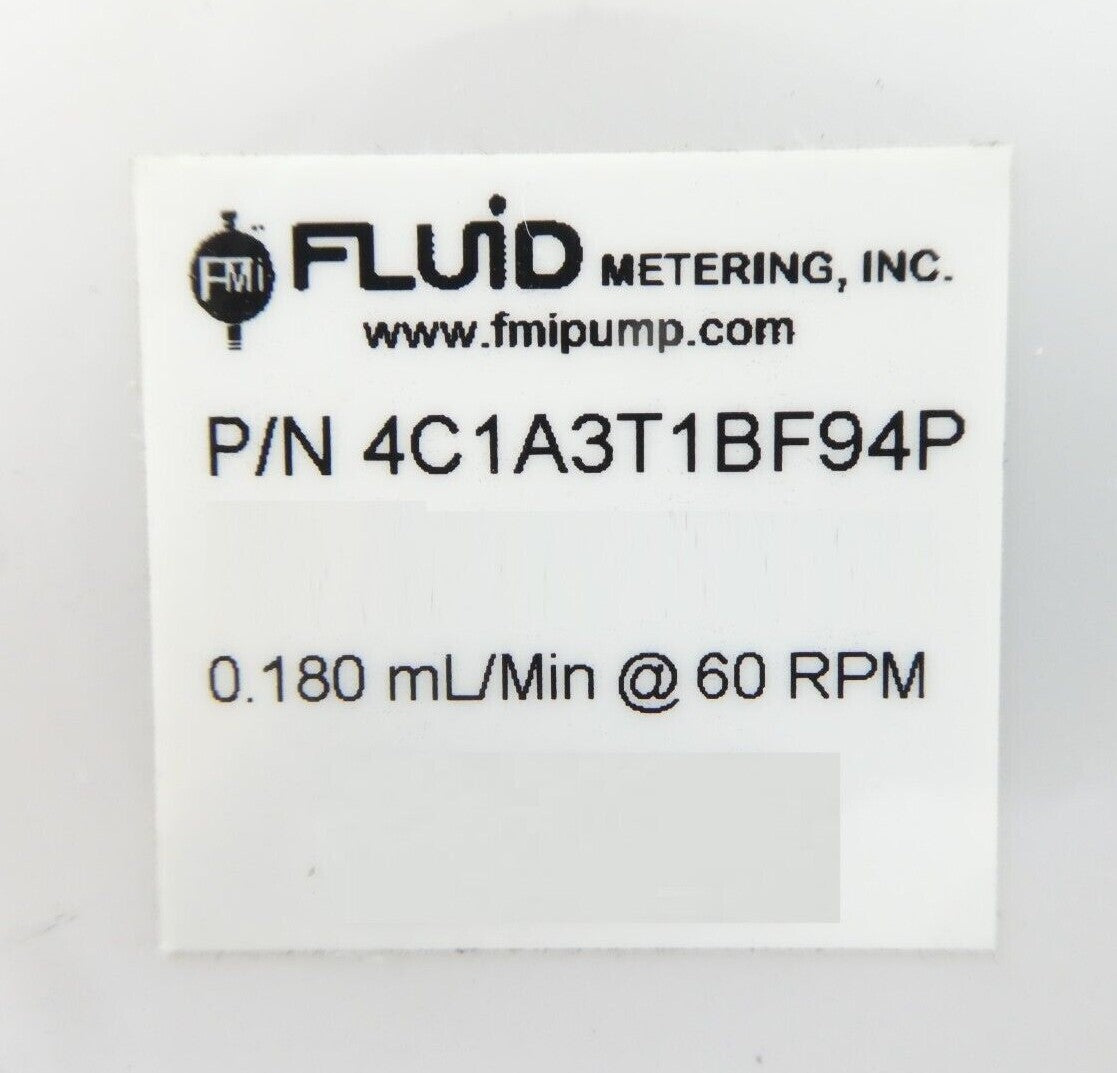 FMi FLUiD METERING, INC.
www.fmipump.com
P/N 4C1A3T1BF94P
0.180 mL/Min @ 60 RPM